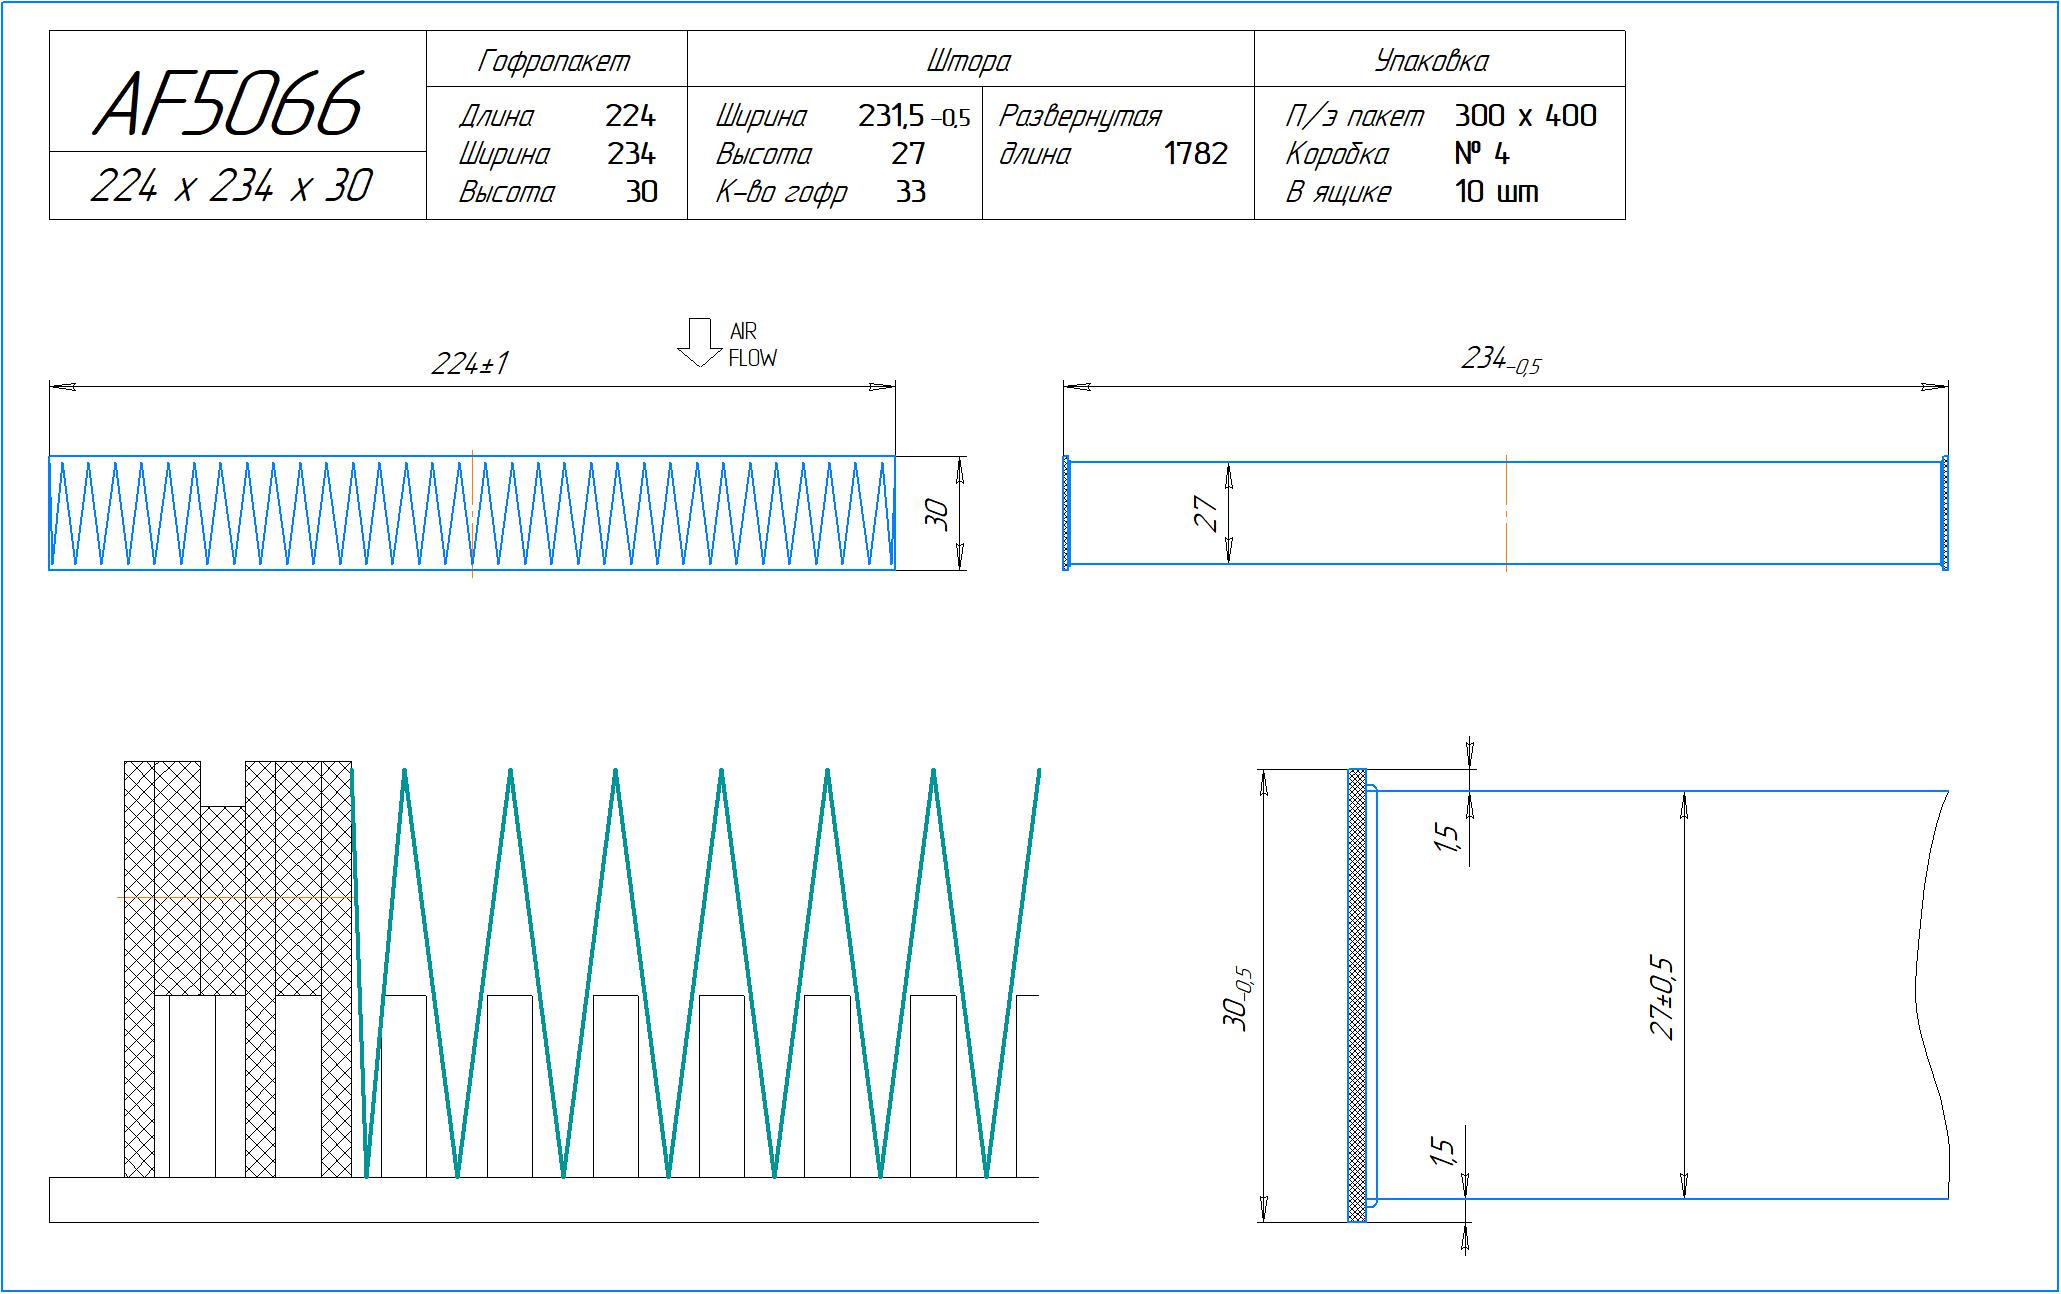 AF5066
224 x 234 x 30
Гофропакет
Длина 224
Ширина 234
Высота 30
Штора
Ширина 231,5 -0,5
Высота 27
К-во гофр 33
Развернутая
длина 1782
Упаковка
П/э пакет 300 x 400
Коробка № 4
В ящике 10 шт
AIR
FLOW
224±1
30
234-0,5
27
30-0,5
1,5
27±0,5
1,5